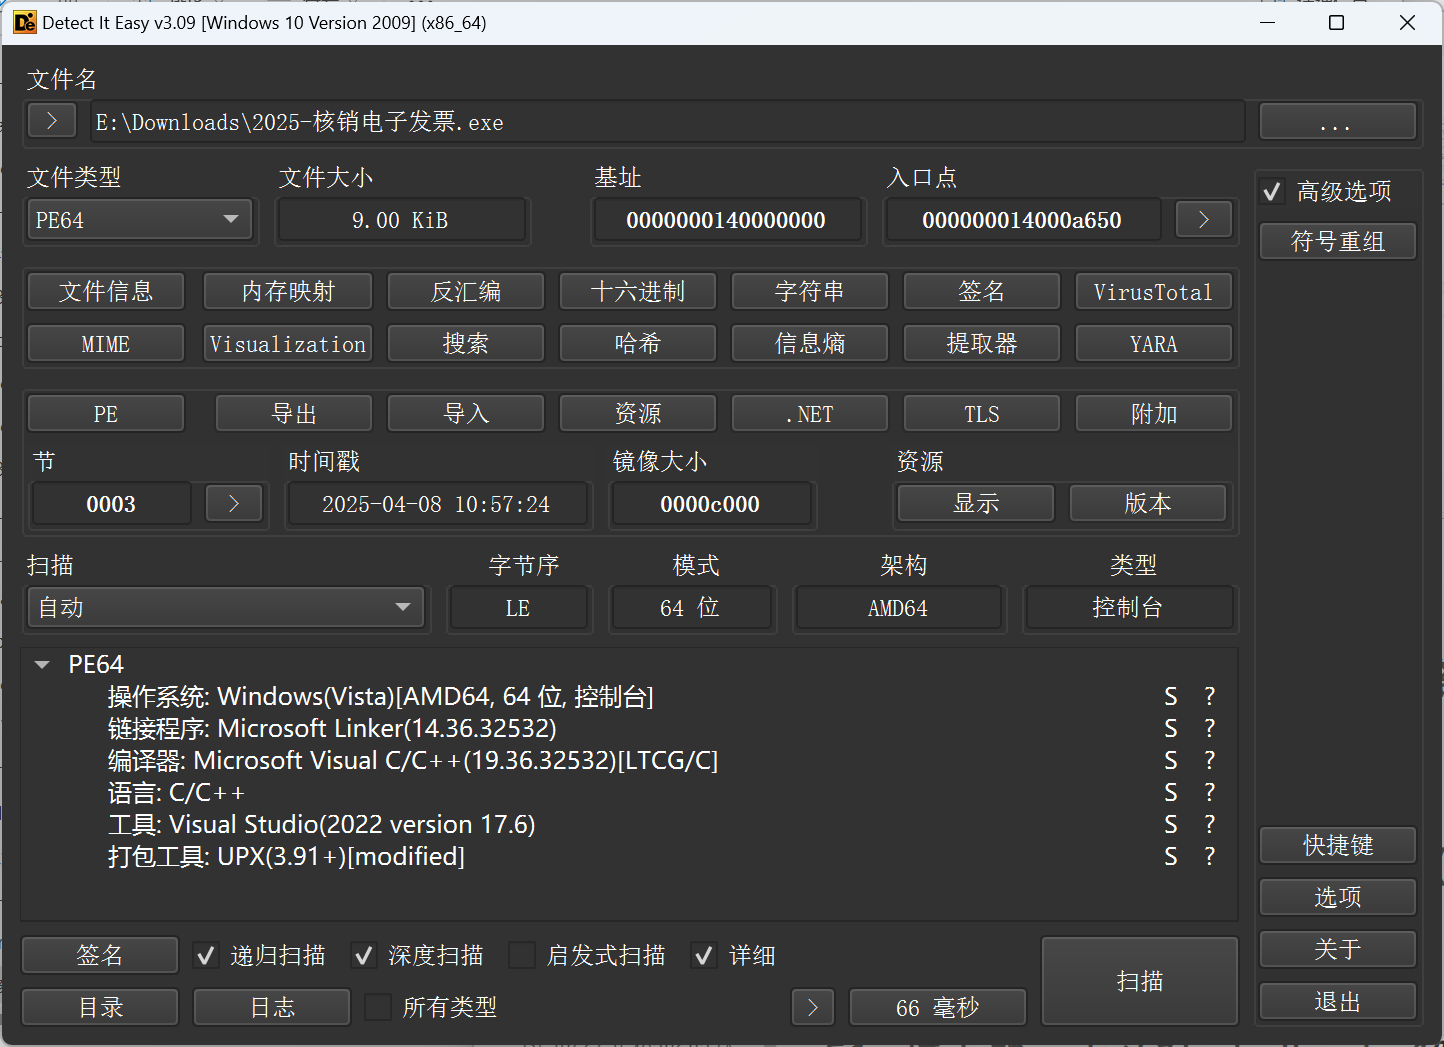 Detect It Easy v3.09 [Windows 10 Version 2009] (x86_64)
文件名
> E:\Downloads\2025-核销电子发票.exe ...
文件类型 文件大小 基址 入口点
PE64 9.00 KiB 0000000140000000 000000014000a650 >
高级选项
符号重组
文件信息 内存映射 反汇编 十六进制 字符串 签名 VirusTotal
MIME Visualization 搜索 哈希 信息熵 提取器 YARA
PE 导出 导入 资源 .NET TLS 附加
节 时间戳 镜像大小 资源
0003 > 2025-04-08 10:57:24 0000c000 显示 版本
扫描 字节序 模式 架构 类型
自动 LE 64 位 AMD64 控制台
PE64
操作系统: Windows(Vista)[AMD64, 64 位, 控制台] S ?
链接程序: Microsoft Linker(14.36.32532) S ?
编译器: Microsoft Visual C/C++(19.36.32532)[LTCG/C] S ?
语言: C/C++ S ?
工具: Visual Studio(2022 version 17.6) S ?
打包工具: UPX(3.91+)[modified] S ?
快捷键
选项
关于
退出
签名 递归扫描 深度扫描 启发式扫描 详细
扫描
目录 日志 所有类型 > 66 毫秒